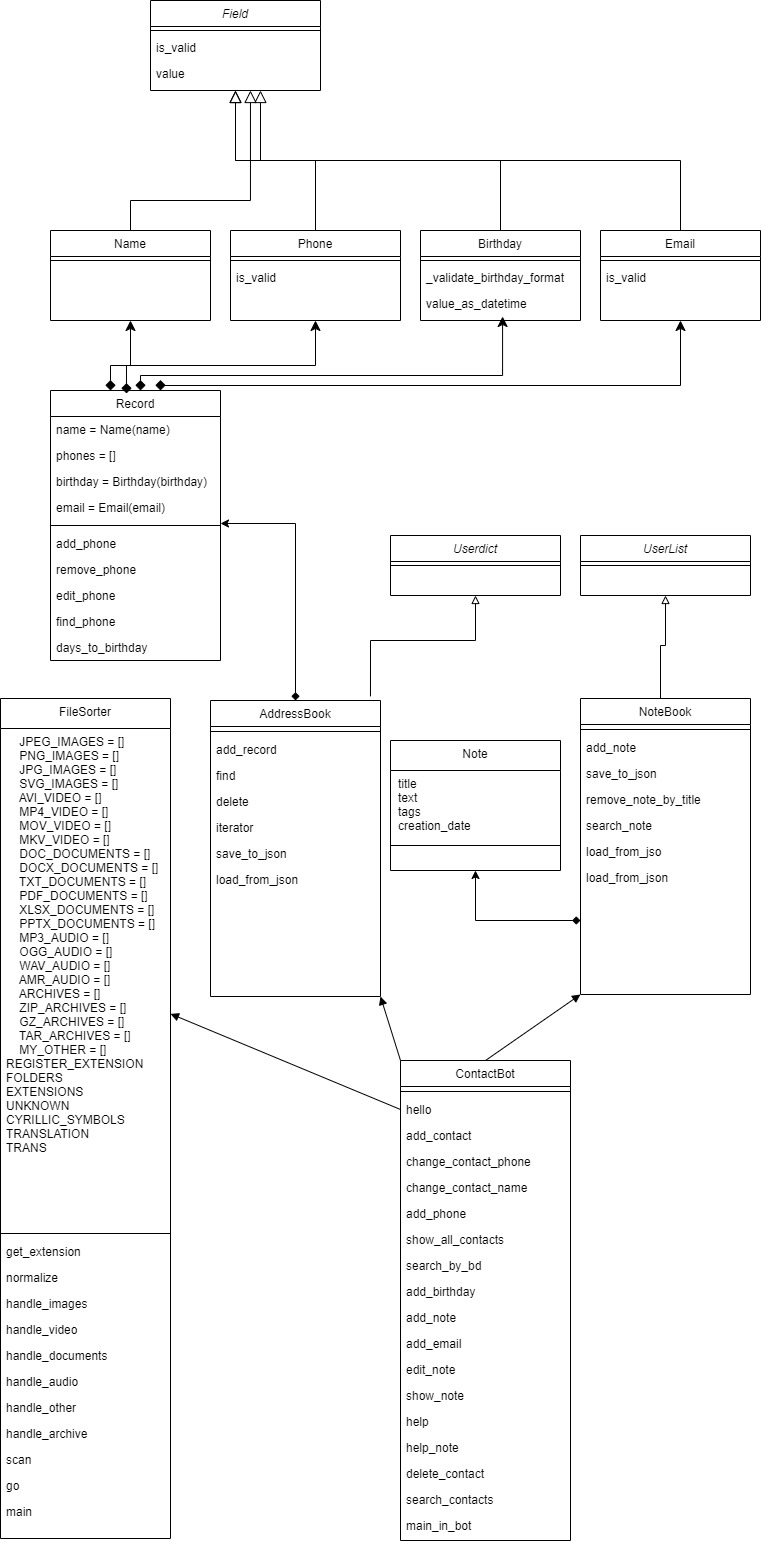 Field
is_valid
value
Name
Phone
is_valid
Birthday
_validate_birthday_format
value_as_datetime
Email
is_valid
Record
name = Name(name)
phones = []
birthday = Birthday(birthday)
email = Email(email)
add_phone
remove_phone
edit_phone
find_phone
days_to_birthday
Userdict
UserList
FileSorter
JPEG_IMAGES = []
PNG_IMAGES = []
JPG_IMAGES = []
SVG_IMAGES = []
AVI_VIDEO = []
MP4_VIDEO = []
MOV_VIDEO = []
MKV_VIDEO = []
DOC_DOCUMENTS = []
DOCX_DOCUMENTS = []
TXT_DOCUMENTS = []
PDF_DOCUMENTS = []
XLSX_DOCUMENTS = []
PPTX_DOCUMENTS = []
MP3_AUDIO = []
OGG_AUDIO = []
WAV_AUDIO = []
AMR_AUDIO = []
ARCHIVES = []
ZIP_ARCHIVES = []
GZ_ARCHIVES = []
TAR_ARCHIVES = []
MY_OTHER = []
REGISTER_EXTENSION
FOLDERS
EXTENSIONS
UNKNOWN
CYRILLIC_SYMBOLS
TRANSLATION
TRANS
get_extension
normalize
handle_images
handle_video
handle_documents
handle_audio
handle_other
handle_archive
scan
go
main
AddressBook
add_record
find
delete
iterator
save_to_json
load_from_json
Note
title
text
tags
creation_date
NoteBook
add_note
save_to_json
remove_note_by_title
search_note
load_from_jso
load_from_json
ContactBot
hello
add_contact
change_contact_phone
change_contact_name
add_phone
show_all_contacts
search_by_bd
add_birthday
add_note
add_email
edit_note
show_note
help
help_note
delete_contact
search_contacts
main_in_bot